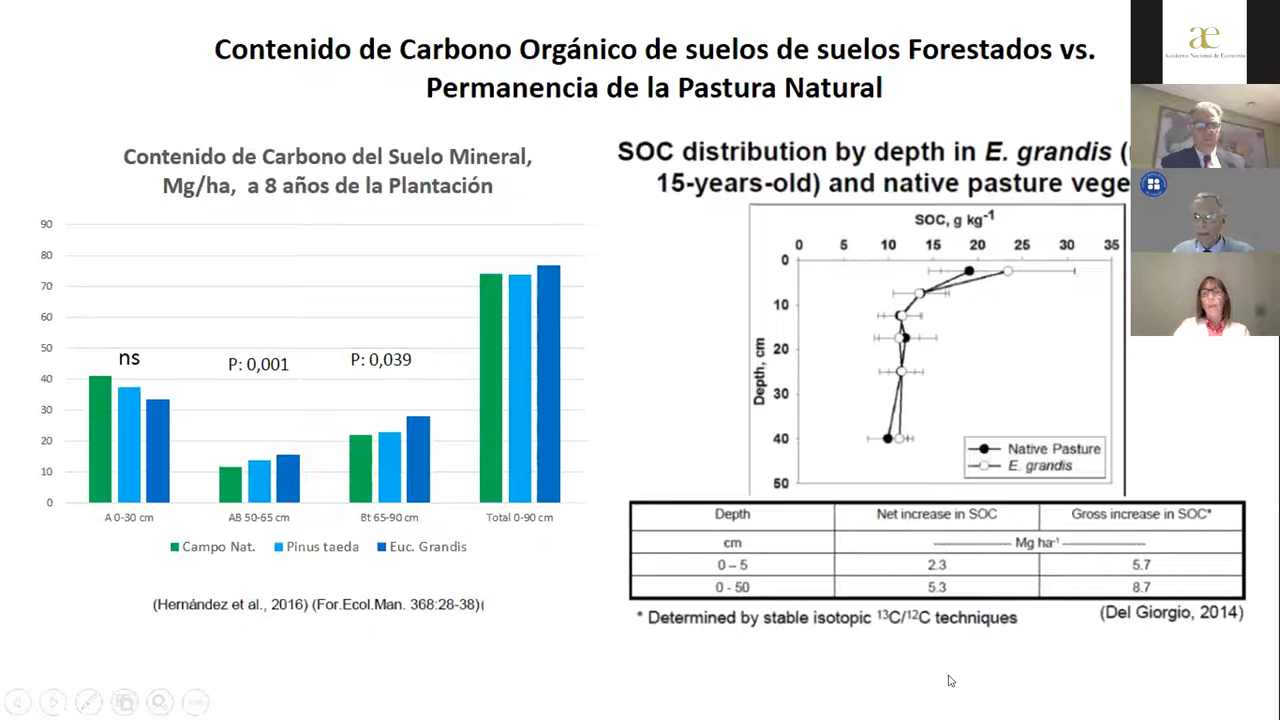 Contenido de Carbono Orgánico de suelos de suelos Forestados vs.
Permanencia de la Pastura Natural
ae
Academia Nacional de Economía
Contenido de Carbono del Suelo Mineral,
Mg/ha, a 8 años de la Plantación
90
80
70
60
50
40
30
20
10
0
ns
P: 0,001
P: 0,039
A 0-30 cm
AB 50-65 cm
Bt 65-90 cm
Total 0-90 cm
Campo Nat.
Pinus taeda
Euc. Grandis
(Hernández et al., 2016) (For.Ecol.Man. 368:28-38)(
SOC distribution by depth in E. grandis (
15-years-old) and native pasture vege
SOC, g kg-1
0 5 10 15 20 25 30 35
Depth, cm
0
10
20
30
40
50
Native Pasture
E. grandis
Depth Net increase in SOC Gross increase in SOC*
cm Mg ha-1
0 – 5 2.3 5.7
0 - 50 5.3 8.7
* Determined by stable isotopic 13C/12C techniques
(Del Giorgio, 2014)